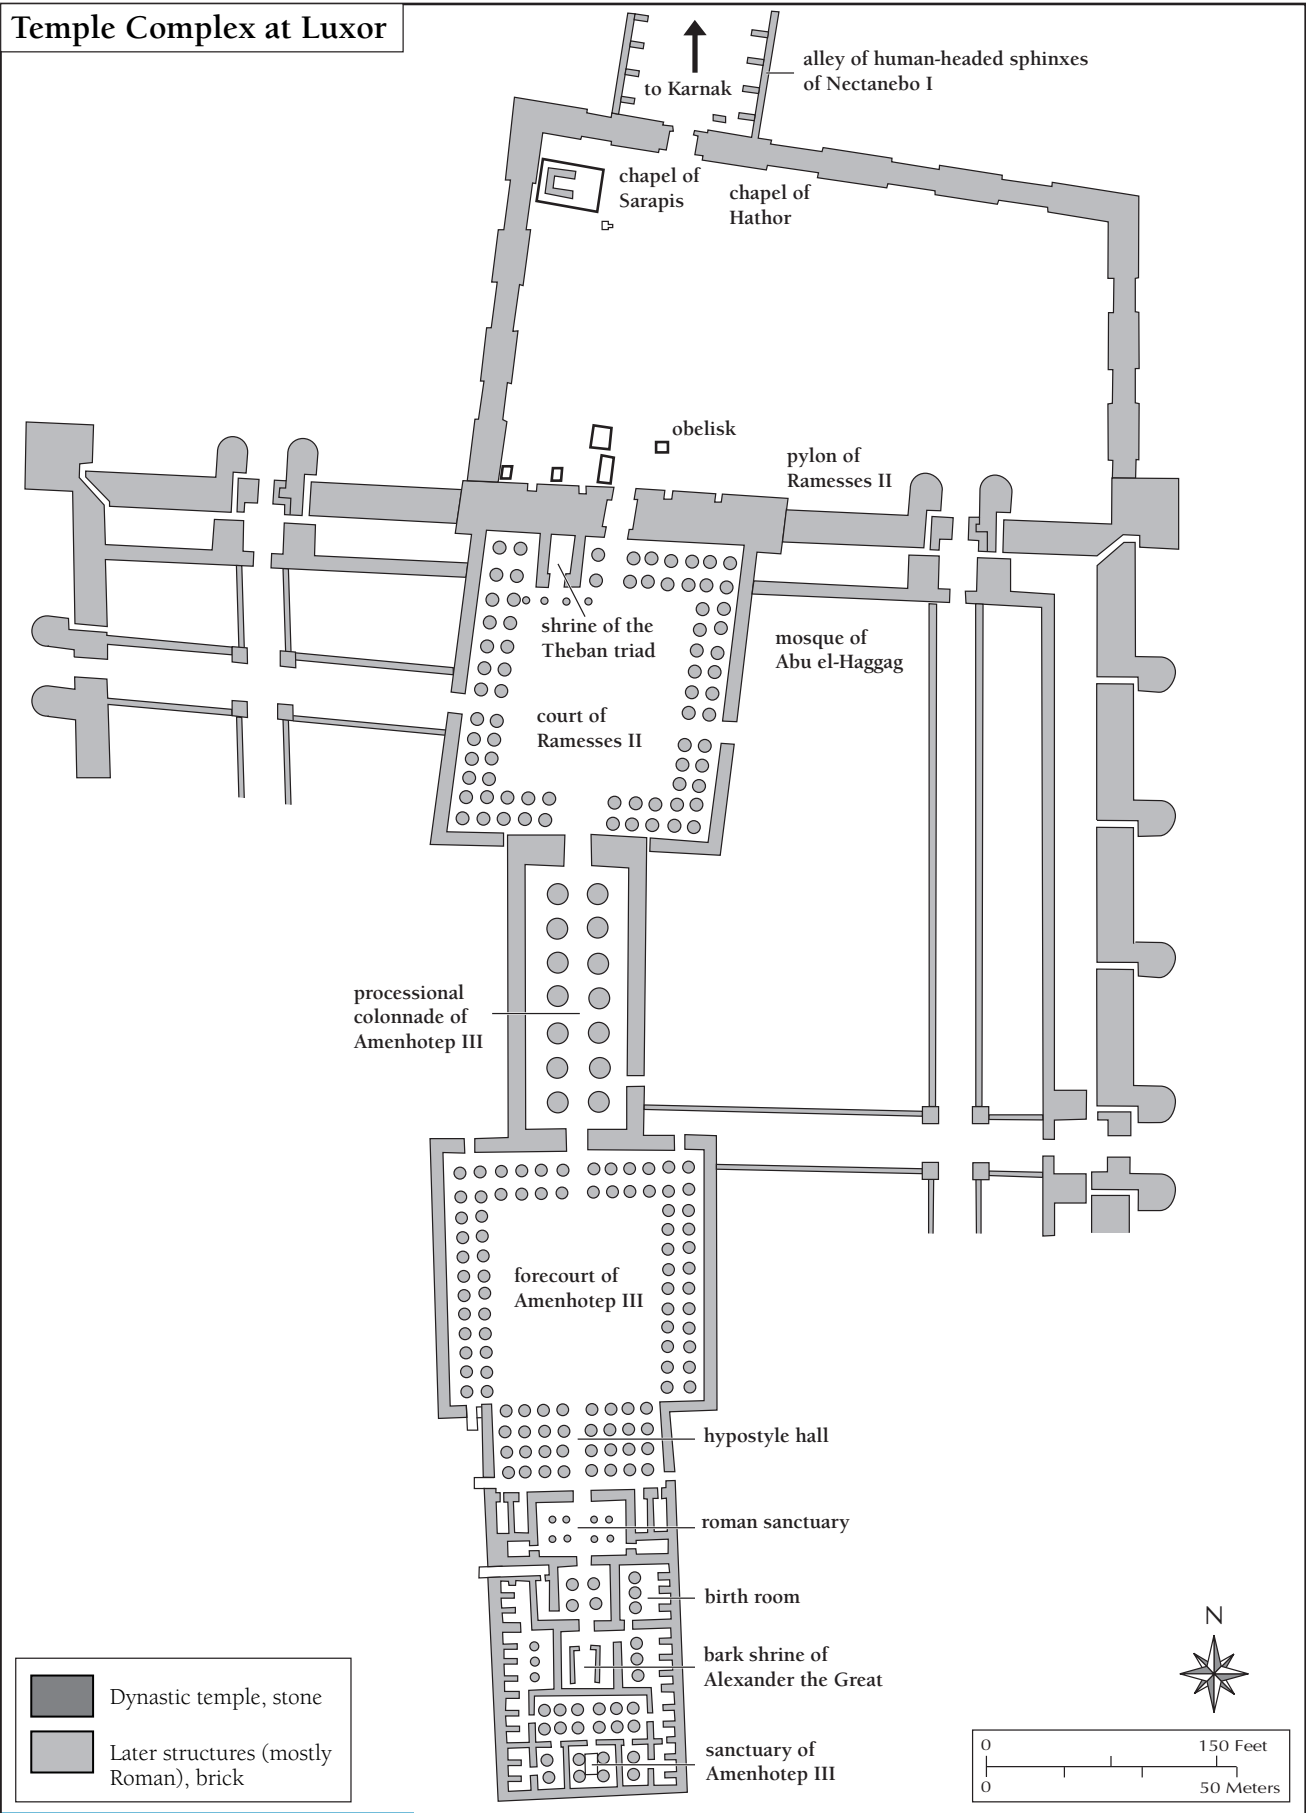 Temple Complex at Luxor
to Karnak
alley of human-headed sphinxes
of Nectanebo I
chapel of
Sarapis
chapel of
Hathor
obelisk
pylon of
Ramesses II
shrine of the
Theban triad
mosque of
Abu el-Haggag
court of
Ramesses II
processional
colonnade of
Amenhotep III
forecourt of
Amenhotep III
hypostyle hall
roman sanctuary
birth room
bark shrine of
Alexander the Great
sanctuary of
Amenhotep III
N
Dynastic temple, stone
Later structures (mostly
Roman), brick
0 150 Feet
0 50 Meters